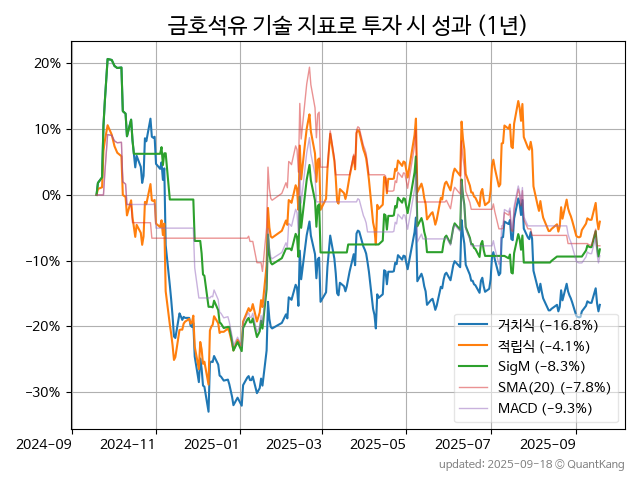 금호석유 기술 지표로 투자 시 성과 (1년)
20%
10%
0%
−10%
−20%
−30%
2024-09
2024-11
2025-01
2025-03
2025-05
2025-07
2025-09
거치식 (−16.8%)
적립식 (−4.1%)
SigM (−8.3%)
SMA(20) (−7.8%)
MACD (−9.3%)
updated: 2025-09-18 ⓒ QuantKang